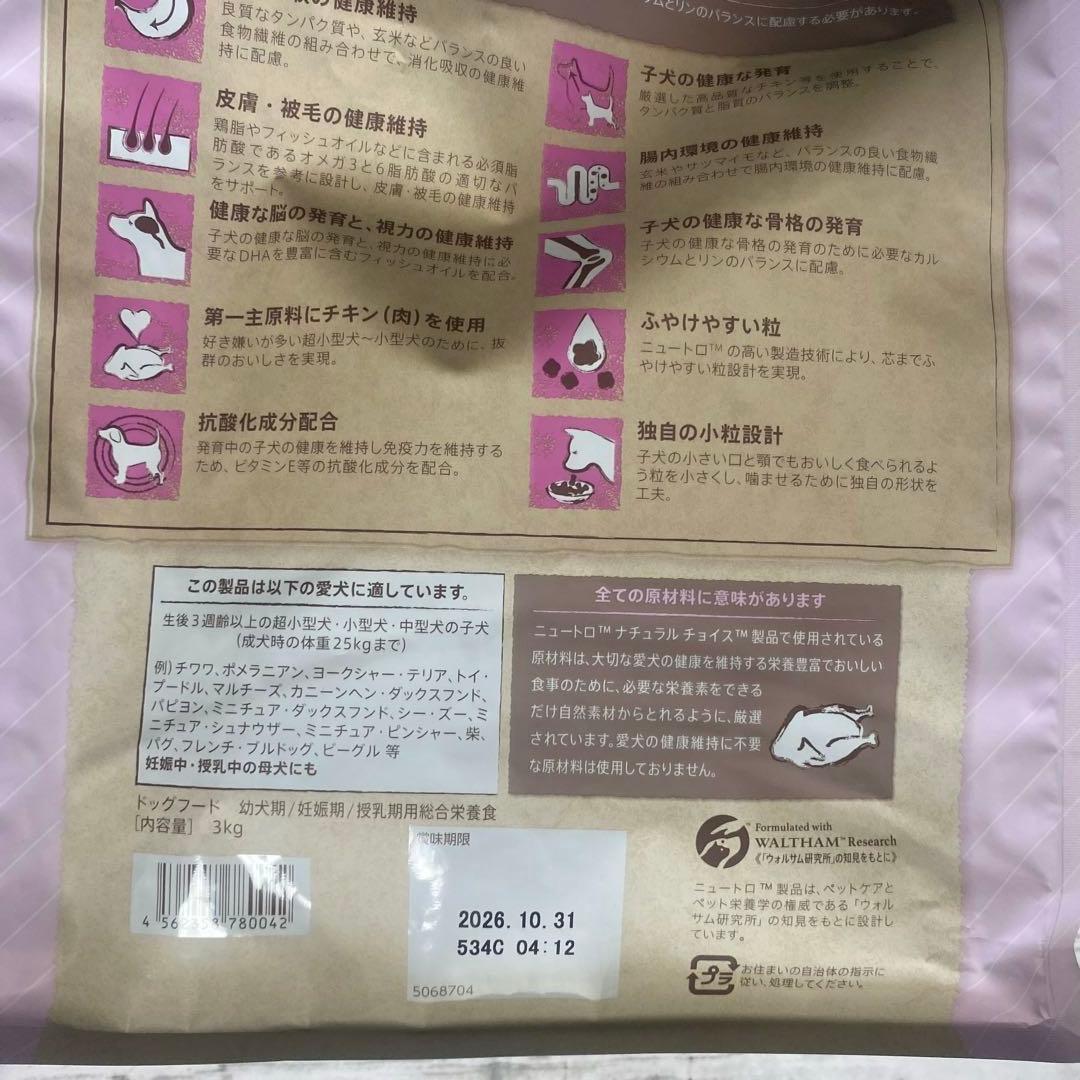 の健康維持
良質なタンパク質や、玄米などバランスの良い
食物繊維の組み合わせで、消化吸収の健康維
持に配慮。
皮膚・被毛の健康維持
鶏脂やフィッシュオイルなどに含まれる必須脂
肪酸であるオメガ3と6脂肪酸の適切なバ
ランスを参考に設計し、皮膚・被毛の健康維持
をサポート。
健康な脳の発育と、視力の健康維持
子犬の健康な脳の発育と、視力の健康維持に必
要なDHAを豊富に含むフィッシュオイルを配合。
第一主原料にチキン(肉)を使用
好き嫌いが多い超小型犬～小型犬のために、抜
群のおいしさを実現。
抗酸化成分配合
発育中の子犬の健康を維持し免疫力を維持する
ため、ビタミンE等の抗酸化成分を配合。
シウムとリンのバランスに配慮する必要があります。
子犬の健康な発育
厳選した高品質なチキン等を使用することで、
タンパク質と脂質のバランスを調整。
腸内環境の健康維持
玄米やサツマイモなど、バランスの良い食物繊
維の組み合わせで腸内環境の健康維持に配慮。
子犬の健康な骨格の発育
子犬の健康な骨格の発育のために必要なカル
シウムとリンのバランスに配慮。
ふやけやすい粒
ニュートロ™の高い製造技術により、芯までふ
やけやすい粒設計を実現。
独自の小粒設計
子犬の小さい口と顎でもおいしく食べられるよ
う粒を小さくし、噛ませるために独自の形状を
工夫。
この製品は以下の愛犬に適しています。
生後3週齢以上の超小型犬・小型犬・中型犬の子犬
(成犬時の体重25kgまで)
例)チワワ、ポメラニアン、ヨークシャー・テリア、トイ・
プードル、マルチーズ、カニーンヘン・ダックスフンド、
パピヨン、ミニチュア・ダックスフンド、シー・ズー、ミ
ニチュア・シュナウザー、ミニチュア・ピンシャー、柴、
パグ、フレンチ・ブルドッグ、ビーグル 等
妊娠中・授乳中の母犬にも
全ての原材料に意味があります
ニュートロ™ ナチュラル チョイス™ 製品で使用されている
原材料は、大切な愛犬の健康を維持する栄養豊富でおいしい
食事のために、必要な栄養素をできる
だけ自然素材からとれるように、厳選
されています。愛犬の健康維持に不要
な原材料は使用しておりません。
ドッグフード 幼犬期/妊娠期/授乳期用総合栄養食
[内容量] 3kg
4 562358 780042
賞味期限
2026.10.31
534C 04:12
5068704
Formulated with
WALTHAM™ Research
《「ウォルサム研究所」の知見をもとに》
ニュートロ™ 製品は、ペットケアと
ペット栄養学の権威である「ウォル
サム研究所」の知見をもとに設計し
ています。
プラ
お住まいの自治体の指示に
従い、処理してください。